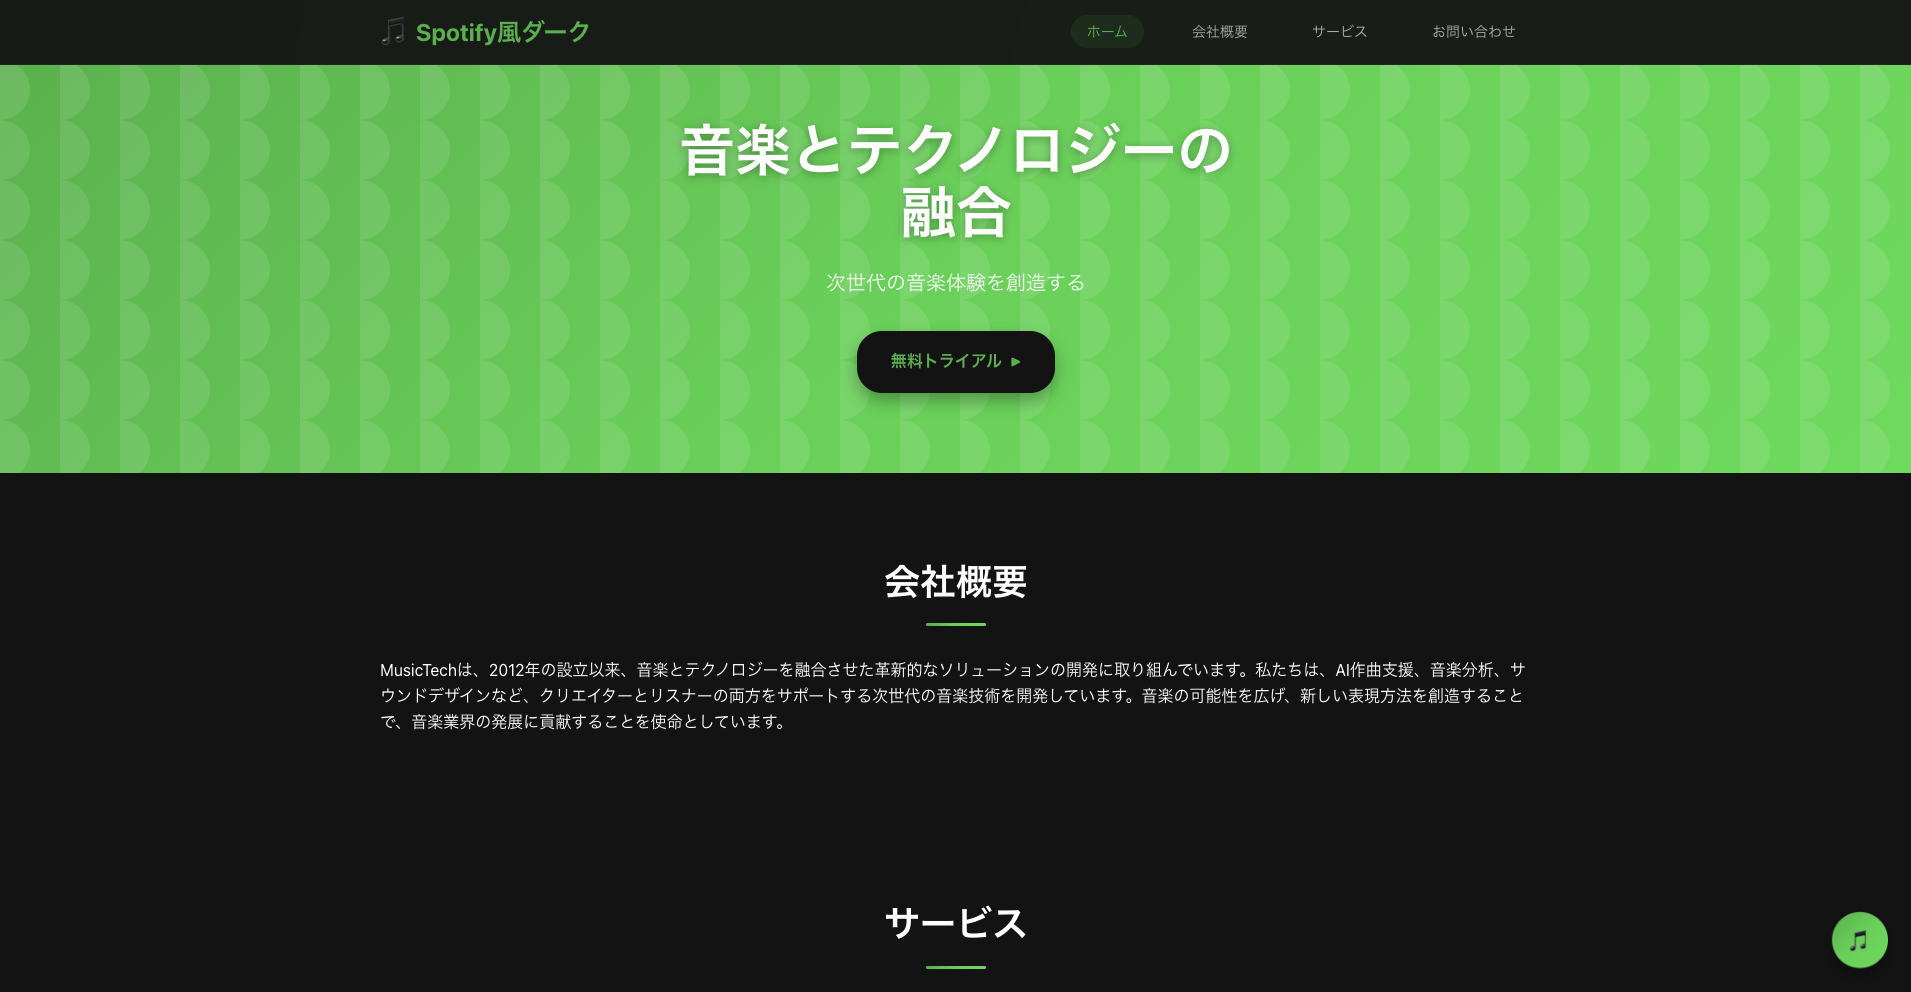 🎵 Spotify風ダーク
ホーム 会社概要 サービス お問い合わせ
音楽とテクノロジーの
融合
次世代の音楽体験を創造する
無料トライアル ▶
会社概要
MusicTechは、2012年の設立以来、音楽とテクノロジーを融合させた革新的なソリューションの開発に取り組んでいます。私たちは、AI作曲支援、音楽分析、サ
ウンドデザインなど、クリエイターとリスナーの両方をサポートする次世代の音楽技術を開発しています。音楽の可能性を広げ、新しい表現方法を創造すること
で、音楽業界の発展に貢献することを使命としています。
サービス